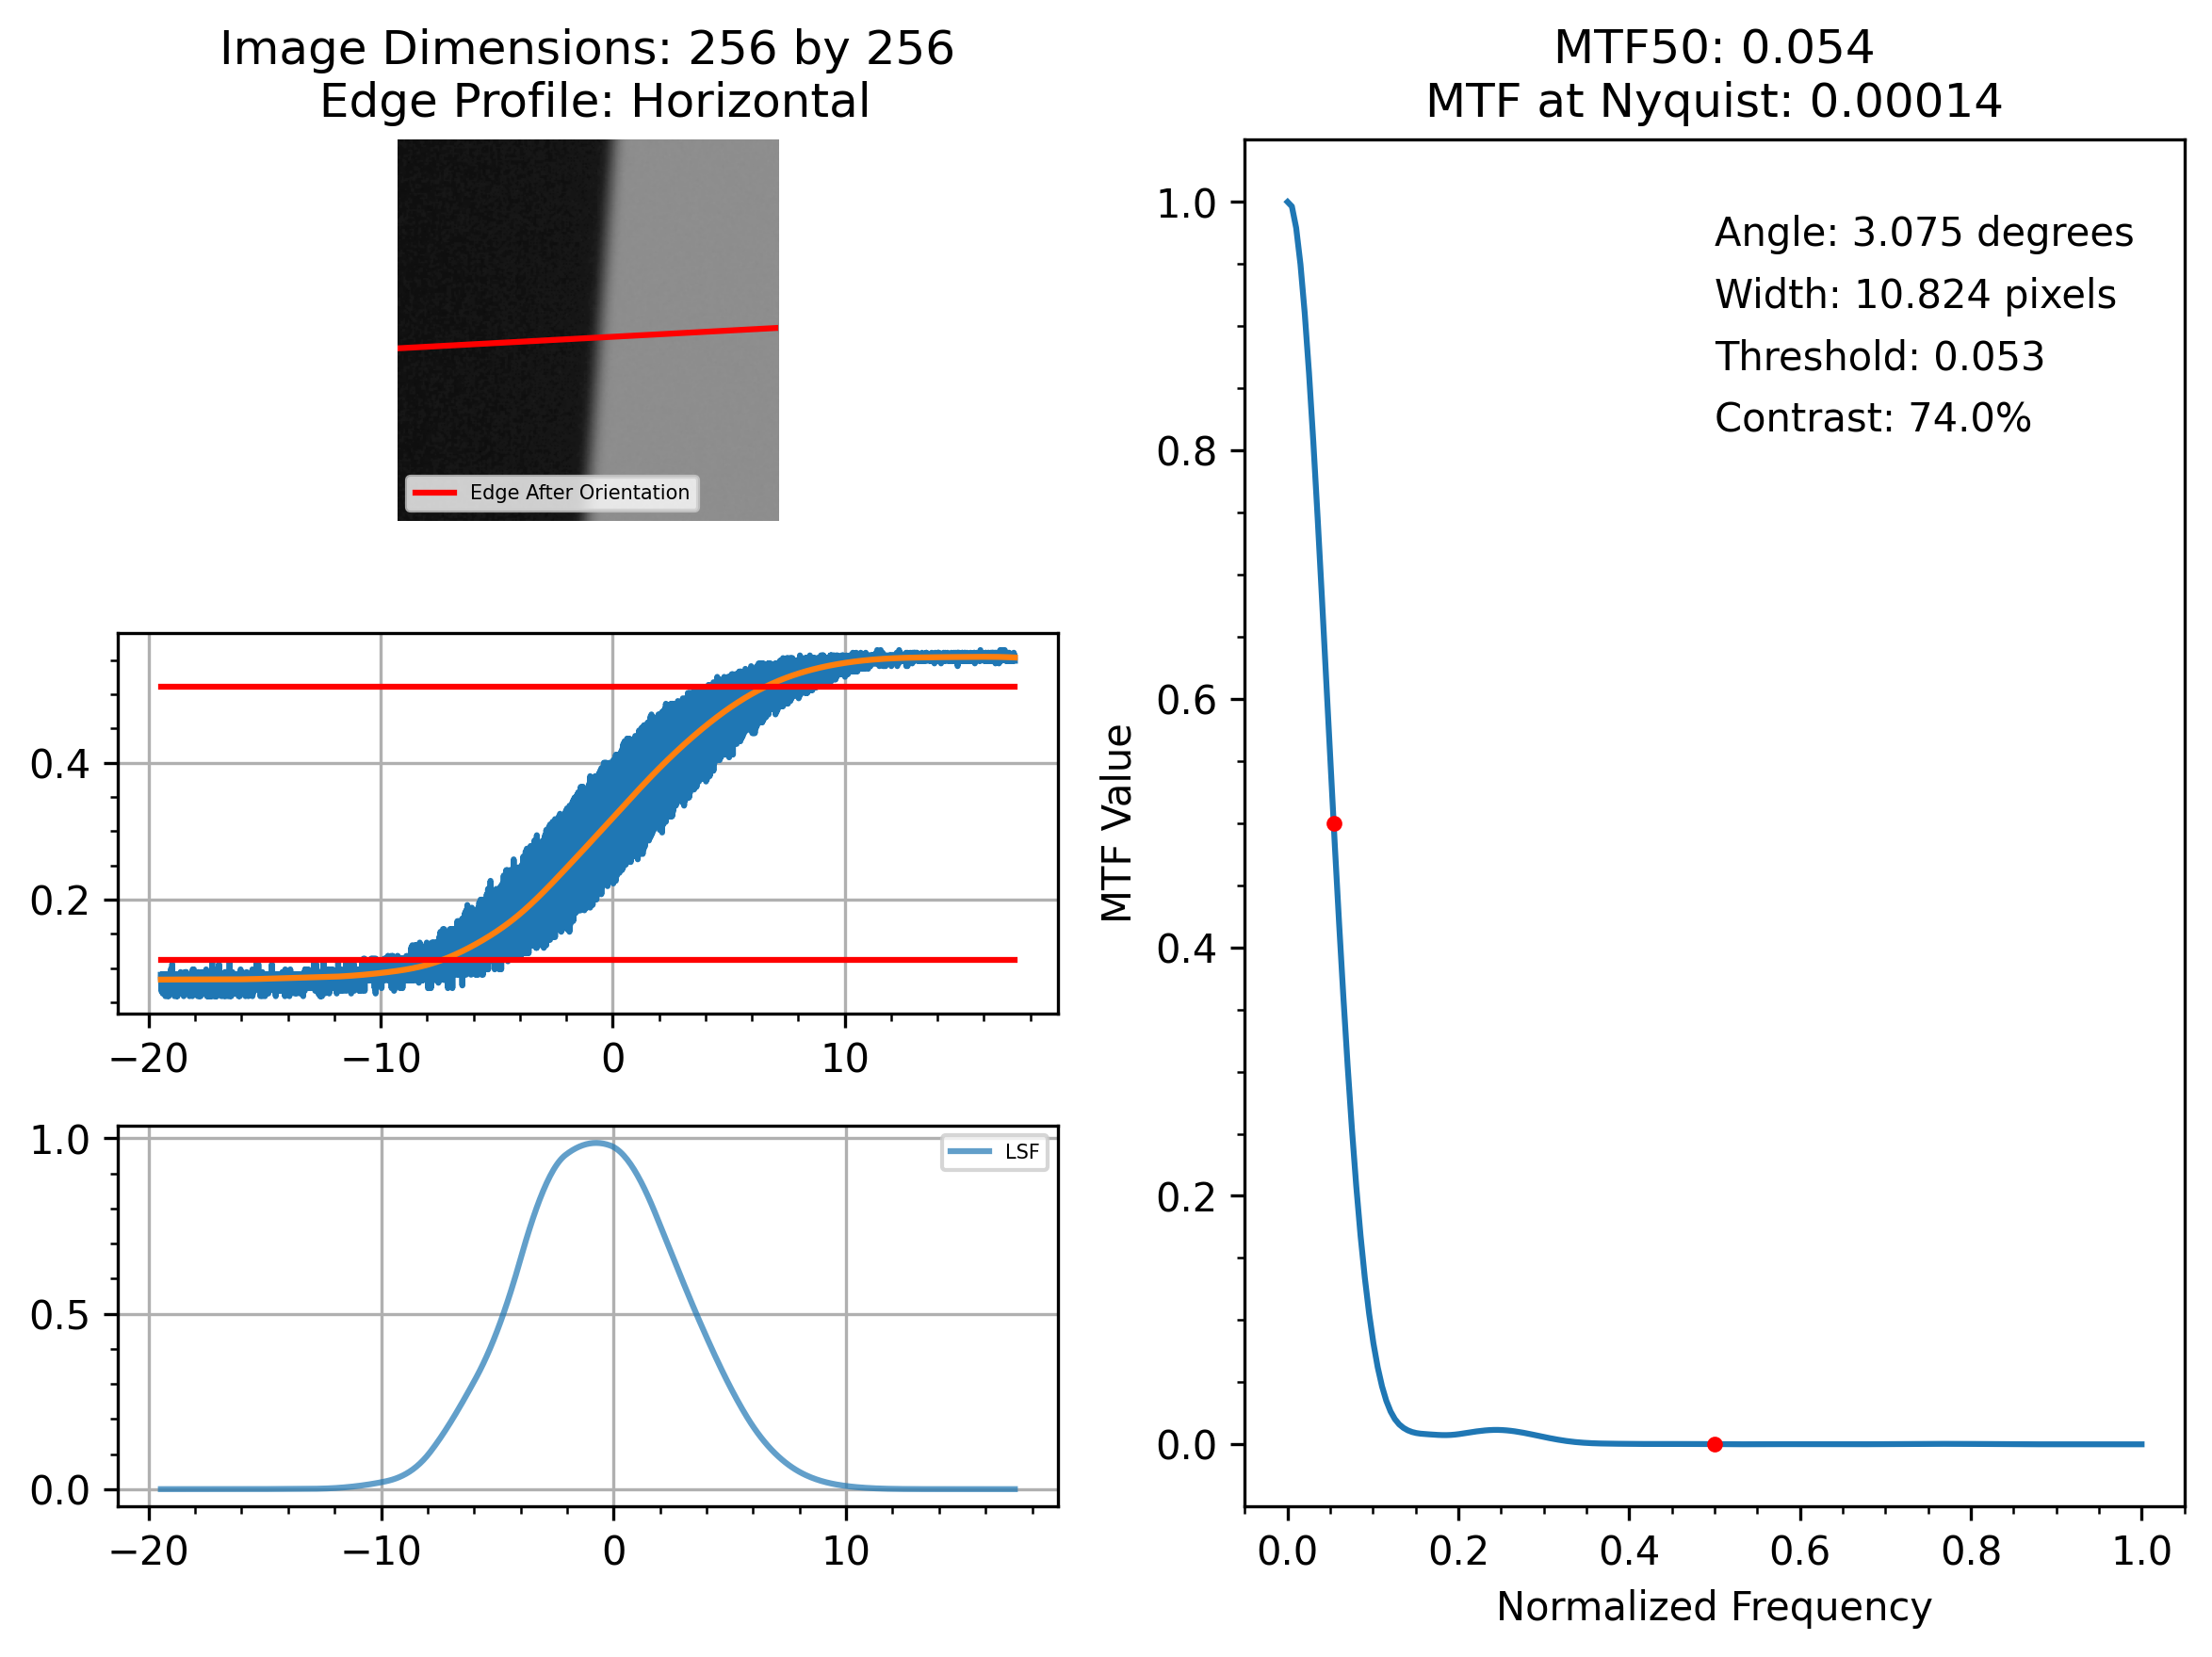 Image Dimensions: 256 by 256
Edge Profile: Horizontal
Edge After Orientation
0.4
0.2
−20 −10 0 10
1.0
0.5
0.0
LSF
−20 −10 0 10
MTF50: 0.054
MTF at Nyquist: 0.00014
Angle: 3.075 degrees
Width: 10.824 pixels
Threshold: 0.053
Contrast: 74.0%
MTF Value
1.0
0.8
0.6
0.4
0.2
0.0
0.0 0.2 0.4 0.6 0.8 1.0
Normalized Frequency